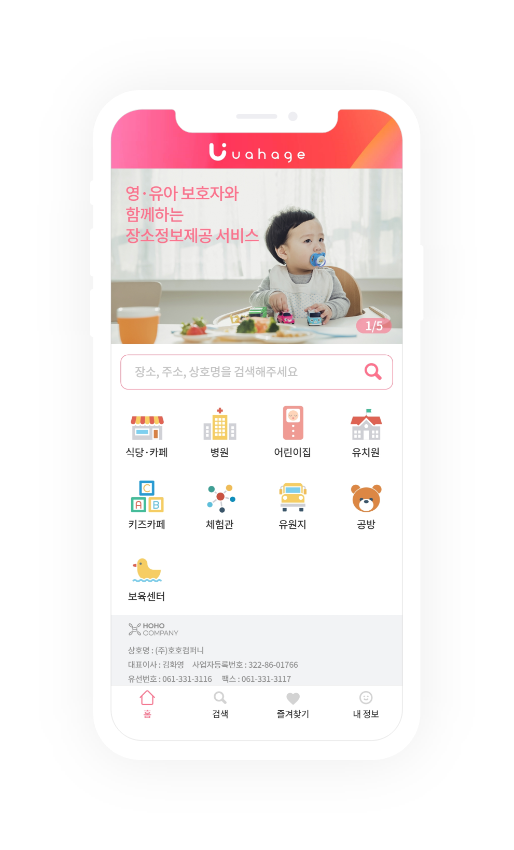 uahage
영·유아 보호자와
함께하는
장소정보제공 서비스
1/5
장소, 주소, 상호명을 검색해주세요
식당·카페 병원 어린이집 유치원
C
A B
키즈카페 체험관 유원지 공방
보육센터
HOHO
COMPANY
상호명 : (주)호호컴퍼니
대표이사 : 김화영 사업자등록번호 : 322-86-01766
유선번호 : 061-331-3116 팩스 : 061-331-3117
홈 검색 즐겨찾기 내 정보